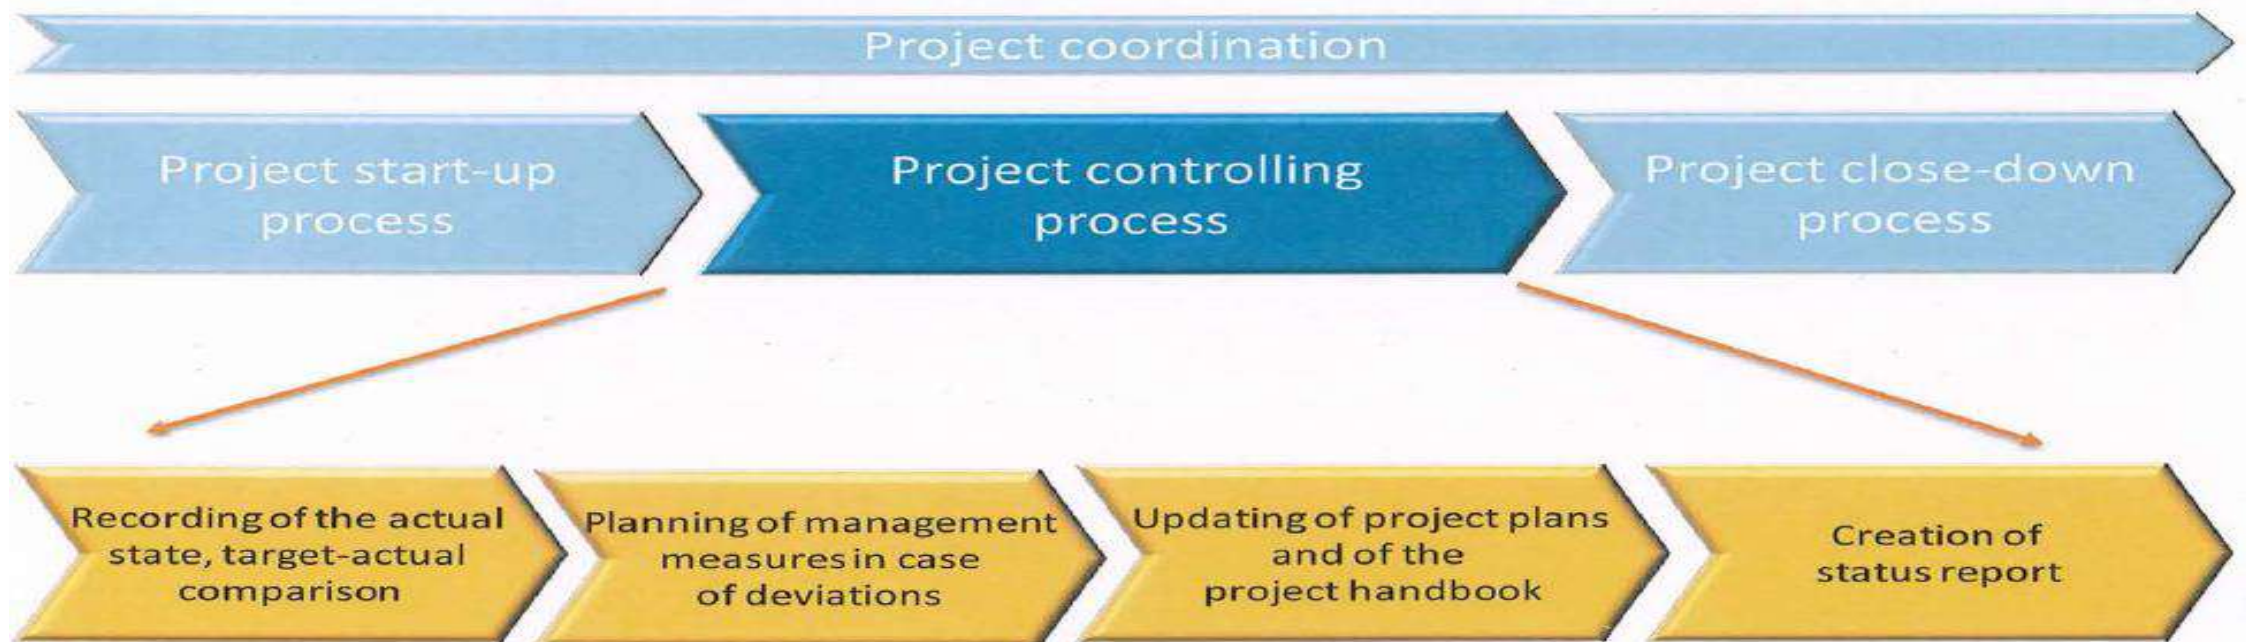 Project coordination
Project start-up
process
Project controlling
process
Project close-down
process
Recording of the actual
state, target-actual
comparison
Planning of management
measures in case
of deviations
Updating of project plans
and of the
project handbook
Creation of
status report